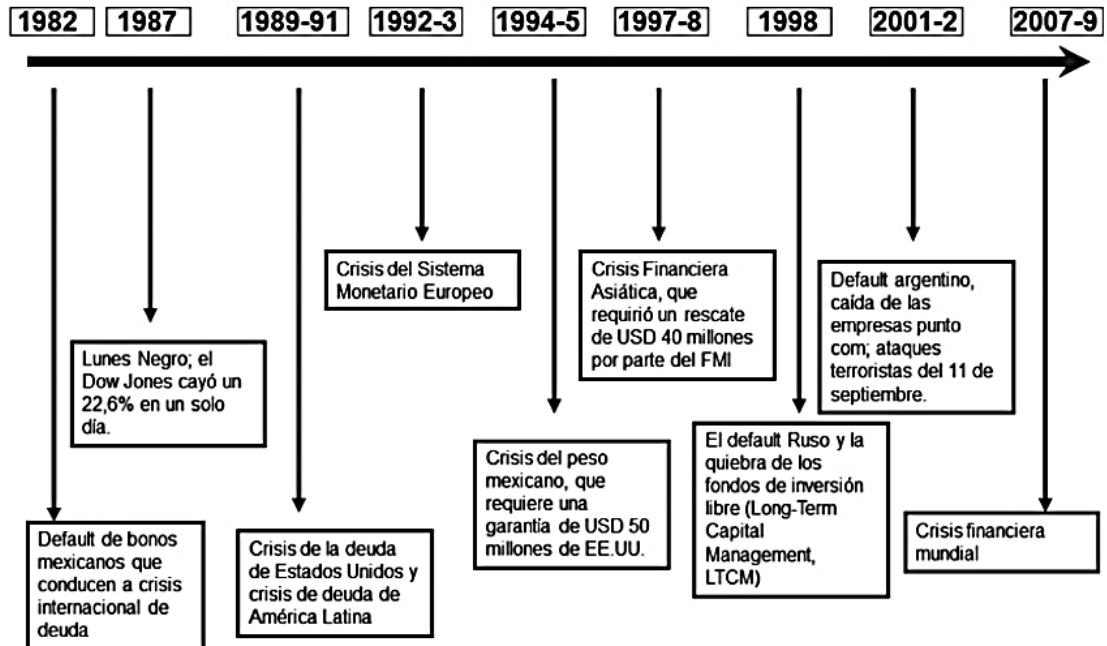 1982
1987
1989-91
1992-3
1994-5
1997-8
1998
2001-2
2007-9
Default de bonos
mexicanos que
conducen a crisis
internacional de
deuda
Lunes Negro; el
Dow Jones cayó un
22,6% en un solo
día.
Crisis de la deuda
de Estados Unidos y
crisis de deuda de
América Latina
Crisis del Sistema
Monetario Europeo
Crisis del peso
mexicano, que
requiere una
garantía de USD 50
millones de EE.UU.
Crisis Financiera
Asiática, que
requirió un rescate
de USD 40 millones
por parte del FMI
El default Ruso y la
quiebra de los
fondos de inversión
libre (Long-Term
Capital
Management,
LTCM)
Default argentino,
caída de las
empresas punto
com; ataques
terroristas del 11 de
septiembre.
Crisis financiera
mundial